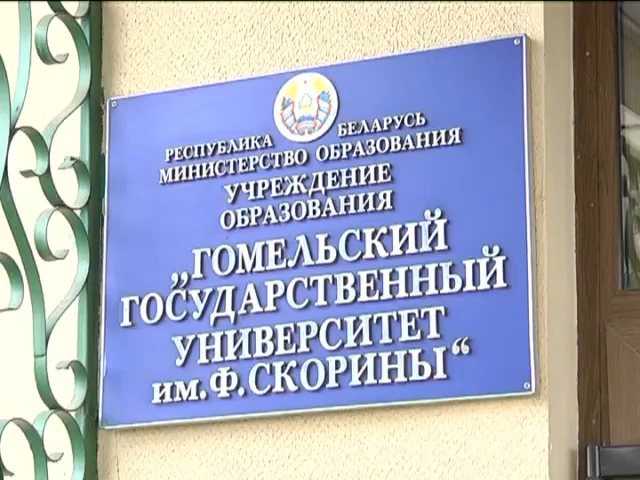 РЕСПУБЛИКА БЕЛАРУСЬ
МИНИСТЕРСТВО ОБРАЗОВАНИЯ
УЧРЕЖДЕНИЕ
ОБРАЗОВАНИЯ
„ГОМЕЛЬСКИЙ
ГОСУДАРСТВЕННЫЙ
УНИВЕРСИТЕТ
им. Ф. СКОРИНЫ“